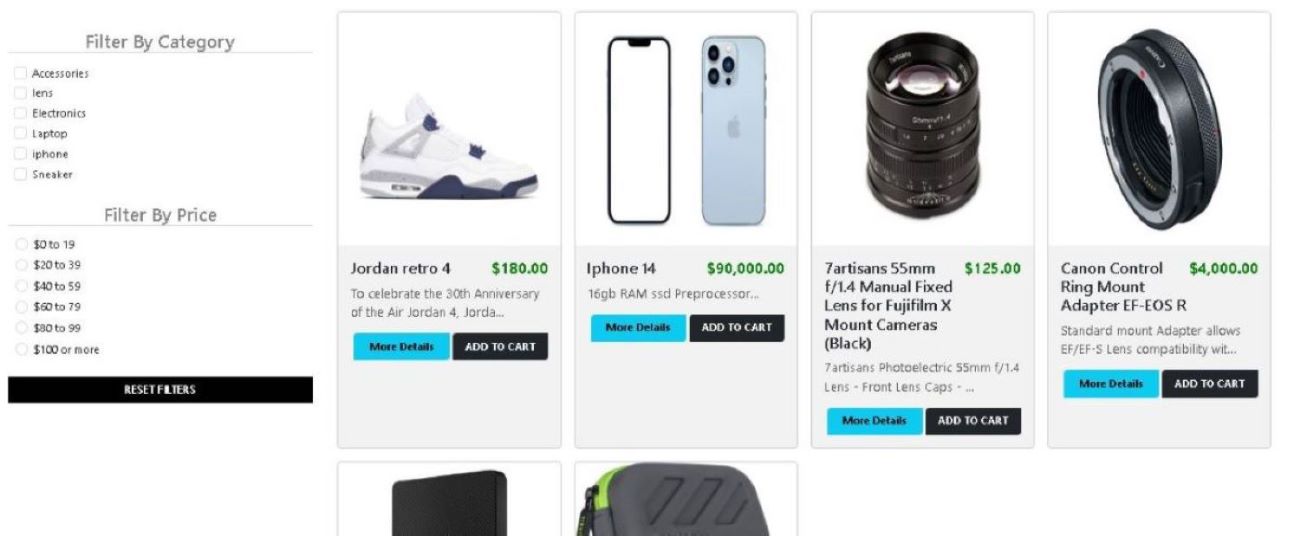 Filter By Category
Accessories
lens
Electronics
Laptop
iphone
Sneaker
Filter By Price
$0 to 19
$20 to 39
$40 to 59
$60 to 79
$80 to 99
$100 or more
RESET FILTERS
Jordan retro 4 $180.00
To celebrate the 30th Anniversary
of the Air Jordan 4, Jorda...
More Details ADD TO CART
Iphone 14 $90,000.00
16gb RAM ssd Preprocessor...
More Details ADD TO CART
7artisans
55mm/1.4
7artisans 55mm $125.00
f/1.4 Manual Fixed
Lens for Fujifilm X
Mount Cameras
(Black)
7artisans Photoelectric 55mm f/1.4
Lens - Front Lens Caps - ...
More Details ADD TO CART
Canon
Canon Control $4,000.00
Ring Mount
Adapter EF-EOS R
Standard mount Adapter allows
EF/EF-S Lens compatibility wit...
More Details ADD TO CART